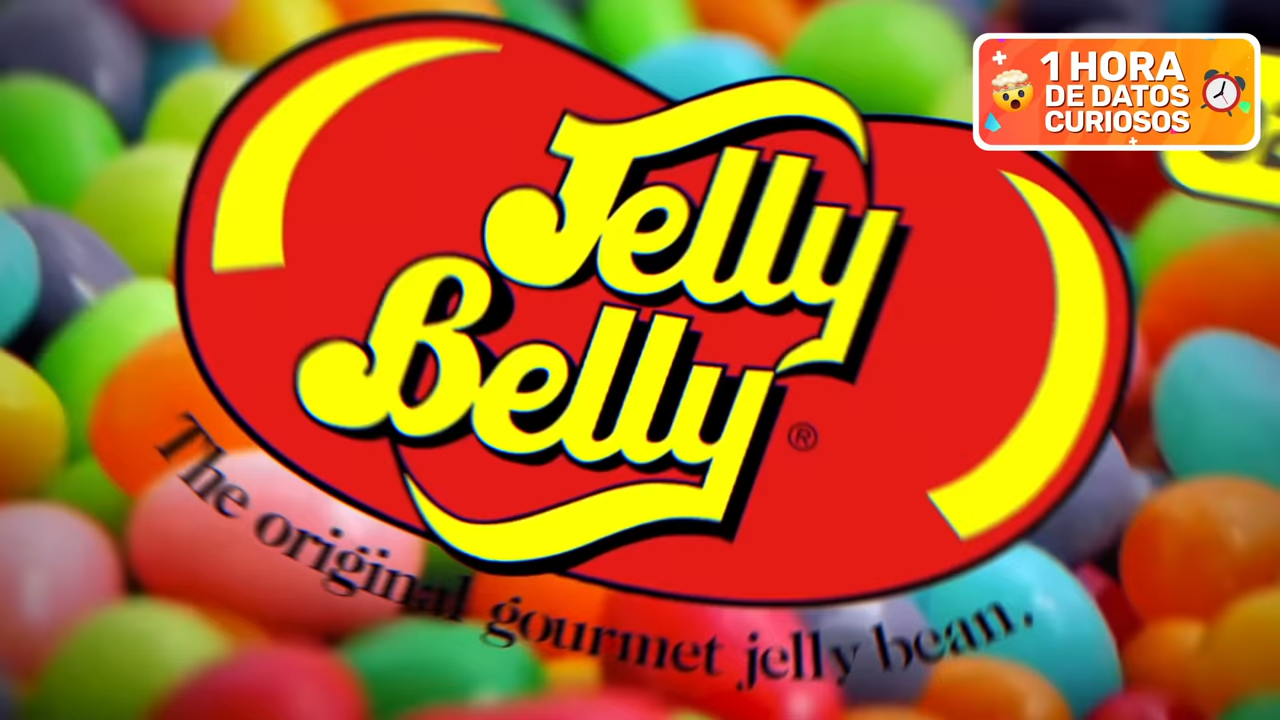 1 HORA
DE DATOS
CURIOSOS
Jelly
Belly®
The original gourmet jelly bean.